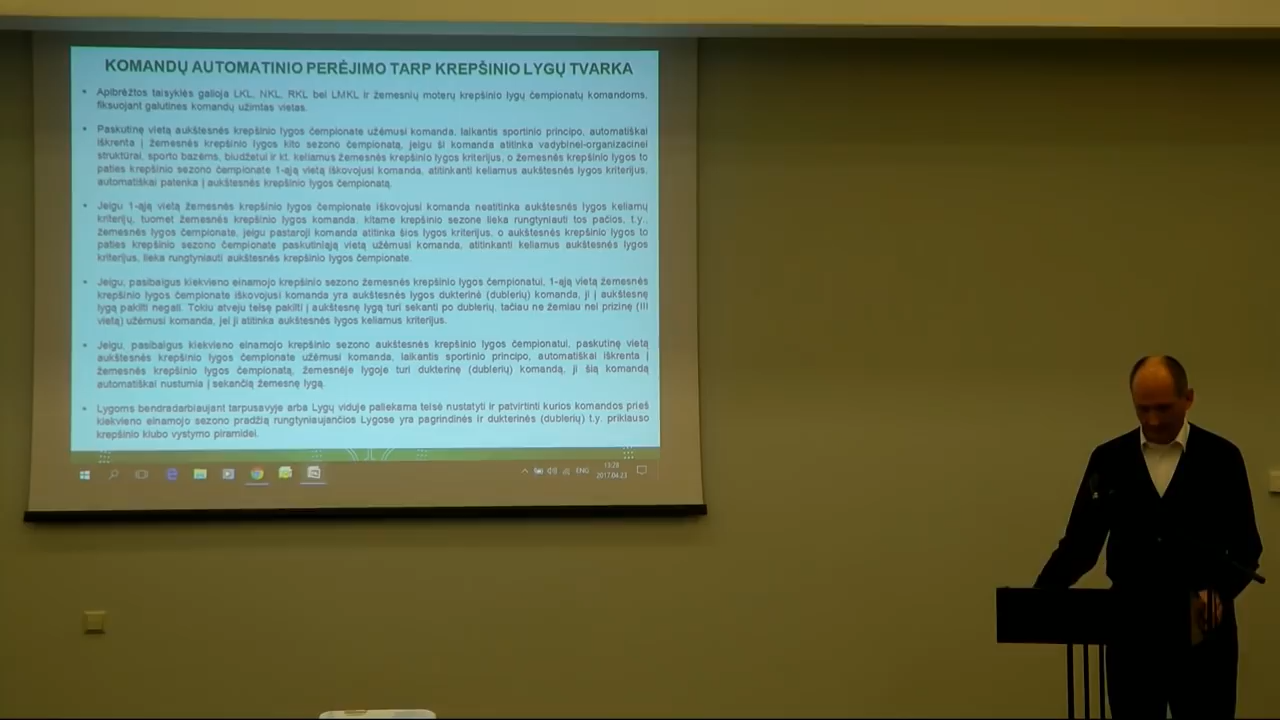 KOMANDŲ AUTOMATINIO PERĖJIMO TARP KREPŠINIO LYGŲ TVARKA
• Apibrėžtos taisyklės galioja LKL, NKL, RKL bei LMKL ir žemesnių moterų krepšinio lygų čempionatų komandoms,
fiksuojant galutines komandų užimtas vietas.
• Paskutinę vietą aukštesnės krepšinio lygos čempionate užėmusi komanda, laikantis sportinio principo, automatiškai
iškrenta į žemesnės krepšinio lygos kito sezono čempionatą, jeigu ši komanda atitinka vadybinei-organizacinei
struktūrai, sporto bazėms, biudžetui ir kt. keliamus žemesnės krepšinio lygos kriterijus, o žemesnės krepšinio lygos to
paties krepšinio sezono čempionate 1-ąją vietą iškovojusi komanda, atitinkanti keliamus aukštesnės lygos kriterijus,
automatiškai patenka į aukštesnės krepšinio lygos čempionatą.
• Jeigu 1-ąją vietą žemesnės krepšinio lygos čempionate iškovojusi komanda neatitinka aukštesnės lygos keliamų
kriterijų, tuomet žemesnės krepšinio lygos komanda, kitame krepšinio sezone lieka rungtyniauti tos pačios, t.y.,
žemesnės lygos čempionate, jeigu pastaroji komanda atitinka šios lygos kriterijus, o aukštesnės krepšinio lygos to
paties krepšinio sezono čempionate paskutiniąją vietą užėmusi komanda, atitinkanti keliamus aukštesnės lygos
kriterijus, lieka rungtyniauti aukštesnės krepšinio lygos čempionate.
• Jeigu, pasibaigus kiekvieno einamojo krepšinio sezono žemesnės krepšinio lygos čempionatui, 1-ąją vietą žemesnės
krepšinio lygos čempionate iškovojusi komanda yra aukštesnės lygos dukterinė (dublerių) komanda, ji į aukštesnę
lygą pakilti negali. Tokiu atveju teisę pakilti į aukštesnę lygą turi sekanti po dublerių, tačiau ne žemiau nei prizinę (III
vietą) užėmusi komanda, jei ji atitinka aukštesnės lygos keliamus kriterijus.
• Jeigu, pasibaigus kiekvieno einamojo krepšinio sezono aukštesnės krepšinio lygos čempionatui, paskutinę vietą
aukštesnės krepšinio lygos čempionate užėmusi komanda, laikantis sportinio principo, automatiškai iškrenta į
žemesnės krepšinio lygos čempionatą, žemesnėje lygoje turi dukterinę (dublerių) komandą, ji šią komandą
automatiškai nustumia į sekančią žemesnę lygą.
• Lygoms bendradarbiaujant tarpusavyje arba Lygų viduje paliekama teisė nustatyti ir patvirtinti kurios komandos prieš
kiekvieno einamojo sezono pradžią rungtyniaujančios Lygose yra pagrindinės ir dukterinės (dublerių) t.y. priklauso
krepšinio klubo vystymo piramidei.
ENG
13:28
2017.04.23